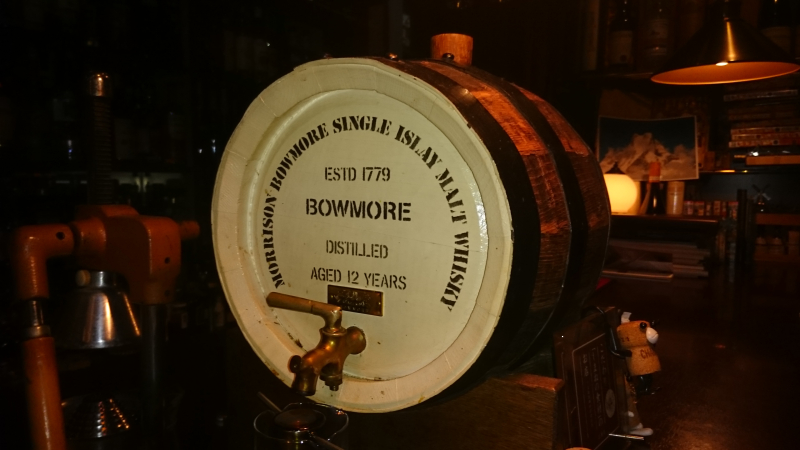 MORRISON BOWMORE SINGLE ISLAY MALT WHISKY
ESTD 1779
BOWMORE
DISTILLED
AGED 12 YEARS